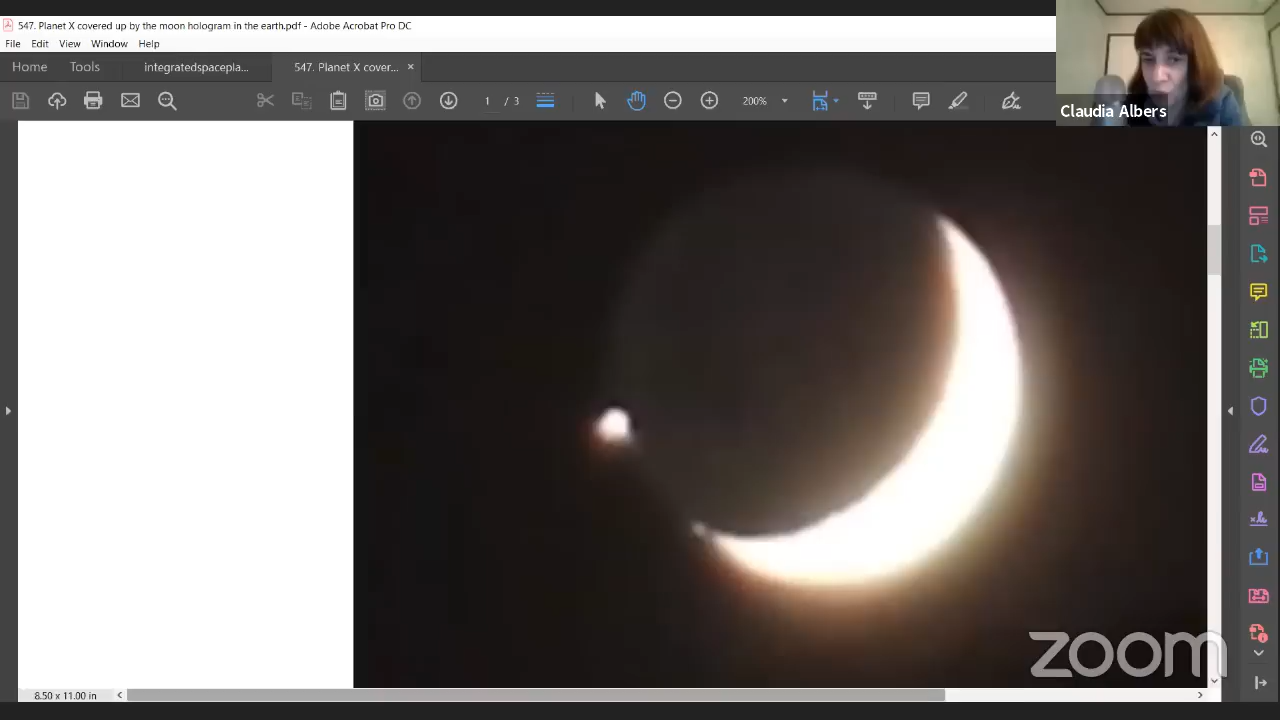 547. Planet X covered up by the moon hologram in the earth.pdf - Adobe Acrobat Pro DC
File Edit View Window Help
Home Tools integratedspacepla... 547. Planet X cover... ×
1 / 3 200%
Claudia Albers
zoom
8.50 x 11.00 in